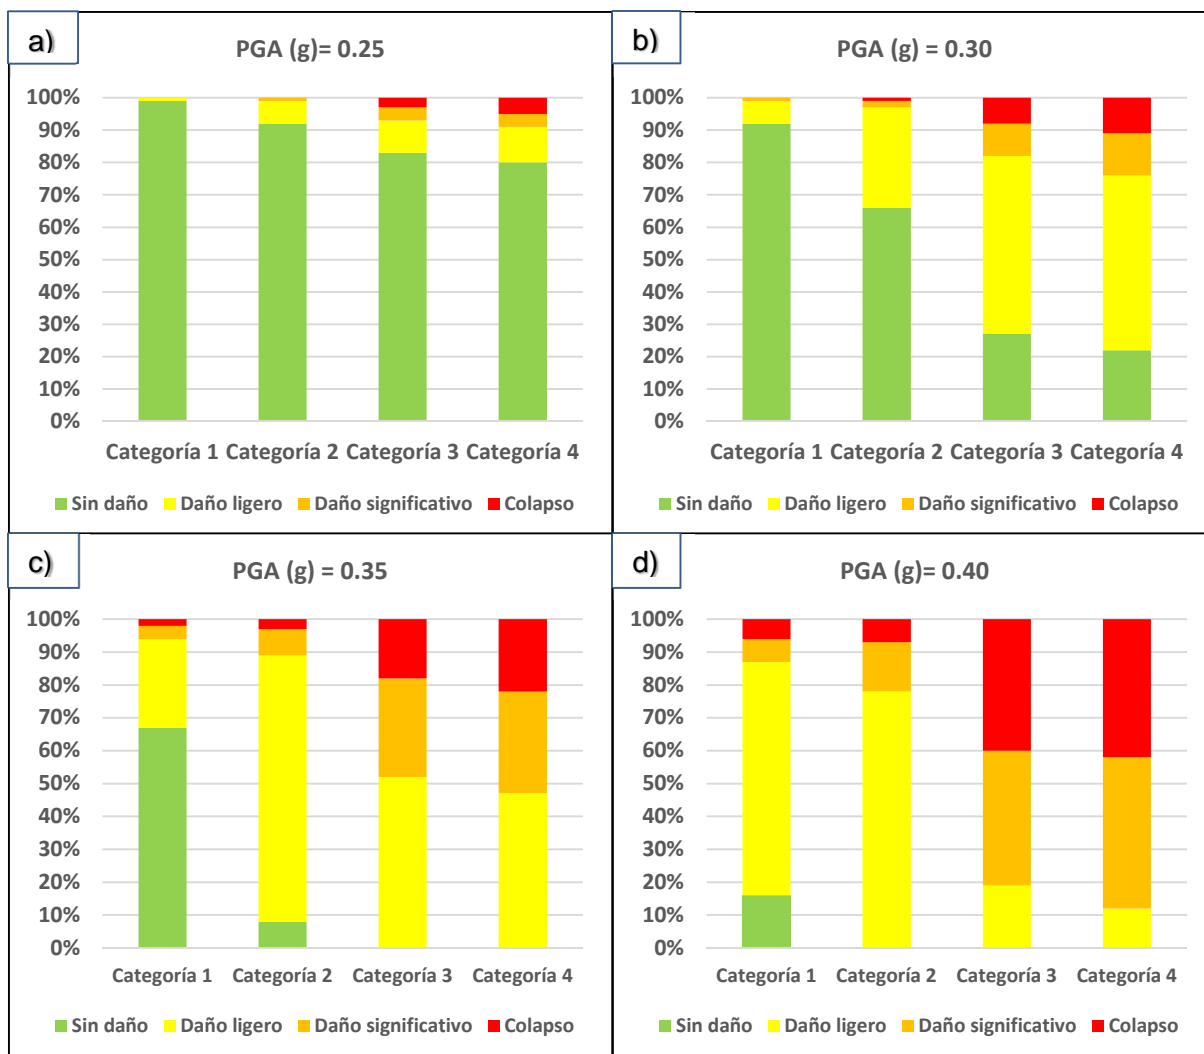 a)
PGA (g)= 0.25
100%
90%
80%
70%
60%
50%
40%
30%
20%
10%
0%
Categoría 1 Categoría 2 Categoría 3 Categoría 4
Sin daño Daño ligero Daño significativo Colapso
b)
PGA (g) = 0.30
100%
90%
80%
70%
60%
50%
40%
30%
20%
10%
0%
Categoría 1 Categoría 2 Categoría 3 Categoría 4
Sin daño Daño ligero Daño significativo Colapso
c)
PGA (g) = 0.35
100%
90%
80%
70%
60%
50%
40%
30%
20%
10%
0%
Categoría 1 Categoría 2 Categoría 3 Categoría 4
Sin daño Daño ligero Daño significativo Colapso
d)
PGA (g)= 0.40
100%
90%
80%
70%
60%
50%
40%
30%
20%
10%
0%
Categoría 1 Categoría 2 Categoría 3 Categoría 4
Sin daño Daño ligero Daño significativo Colapso